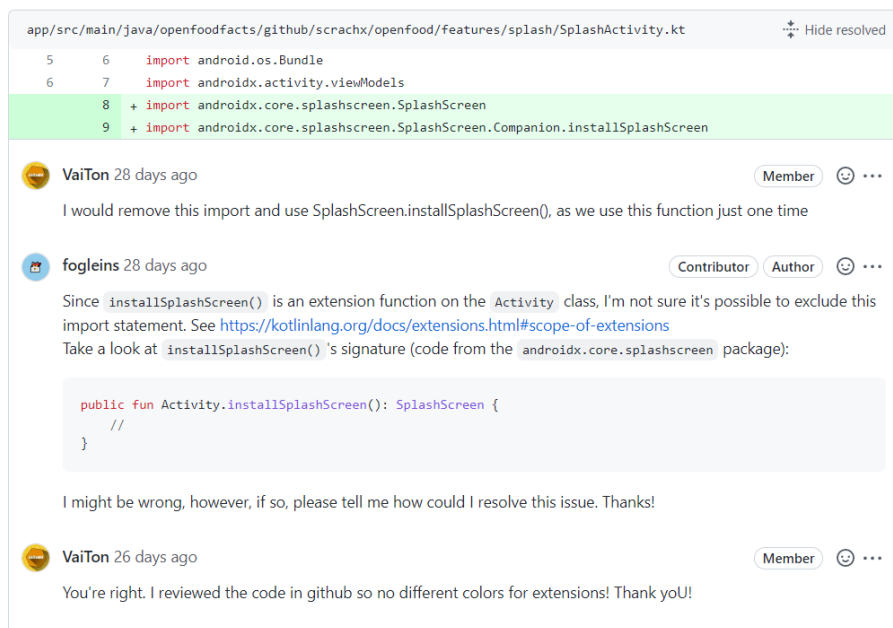 app/src/main/java/openfoodfacts/github/scrachx/openfood/features/splash/SplashActivity.kt Hide resolved
5 6 import android.os.Bundle
6 7 import androidx.activity.viewModels
8 + import androidx.core.splashscreen.SplashScreen
9 + import androidx.core.splashscreen.SplashScreen.Companion.installSplashScreen
VaiTon 28 days ago Member
I would remove this import and use SplashScreen.installSplashScreen(), as we use this function just one time
fogleins 28 days ago Contributor Author
Since installSplashScreen() is an extension function on the Activity class, I'm not sure it's possible to exclude this
import statement. See https://kotlinlang.org/docs/extensions.html#scope-of-extensions
Take a look at installSplashScreen() 's signature (code from the androidx.core.splashscreen package):
public fun Activity.installSplashScreen(): SplashScreen {
//
}
I might be wrong, however, if so, please tell me how could I resolve this issue. Thanks!
VaiTon 26 days ago Member
You're right. I reviewed the code in github so no different colors for extensions! Thank yoU!